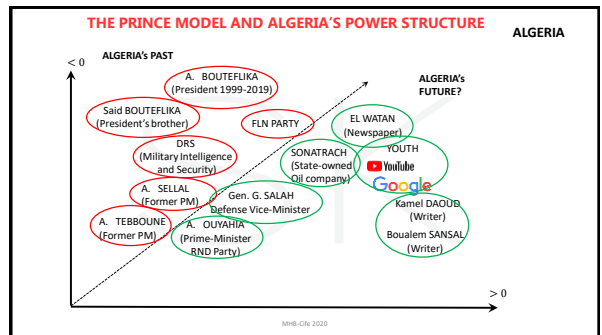 THE PRINCE MODEL AND ALGERIA'S POWER STRUCTURE
ALGERIA
< 0
ALGERIA's PAST
A. BOUTEFLIKA
(President 1999-2019)
ALGERIA's
FUTURE?
Said BOUTEFLIKA
(President's brother)
FLN PARTY
EL WATAN
(Newspaper)
DRS
(Military Intelligence
and Security)
SONATRACH
(State-owned
Oil company)
YOUTH
YouTube
Google
A. SELLAL
(Former PM)
Gen. G. SALAH
Defense Vice-Minister
Kamel DAOUD
(Writer)
Boualem SANSAL
(Writer)
A. TEBBOUNE
(Former PM)
A. OUYAHIA
(Prime-Minister
RND Party)
> 0
MHB-Cife 2020